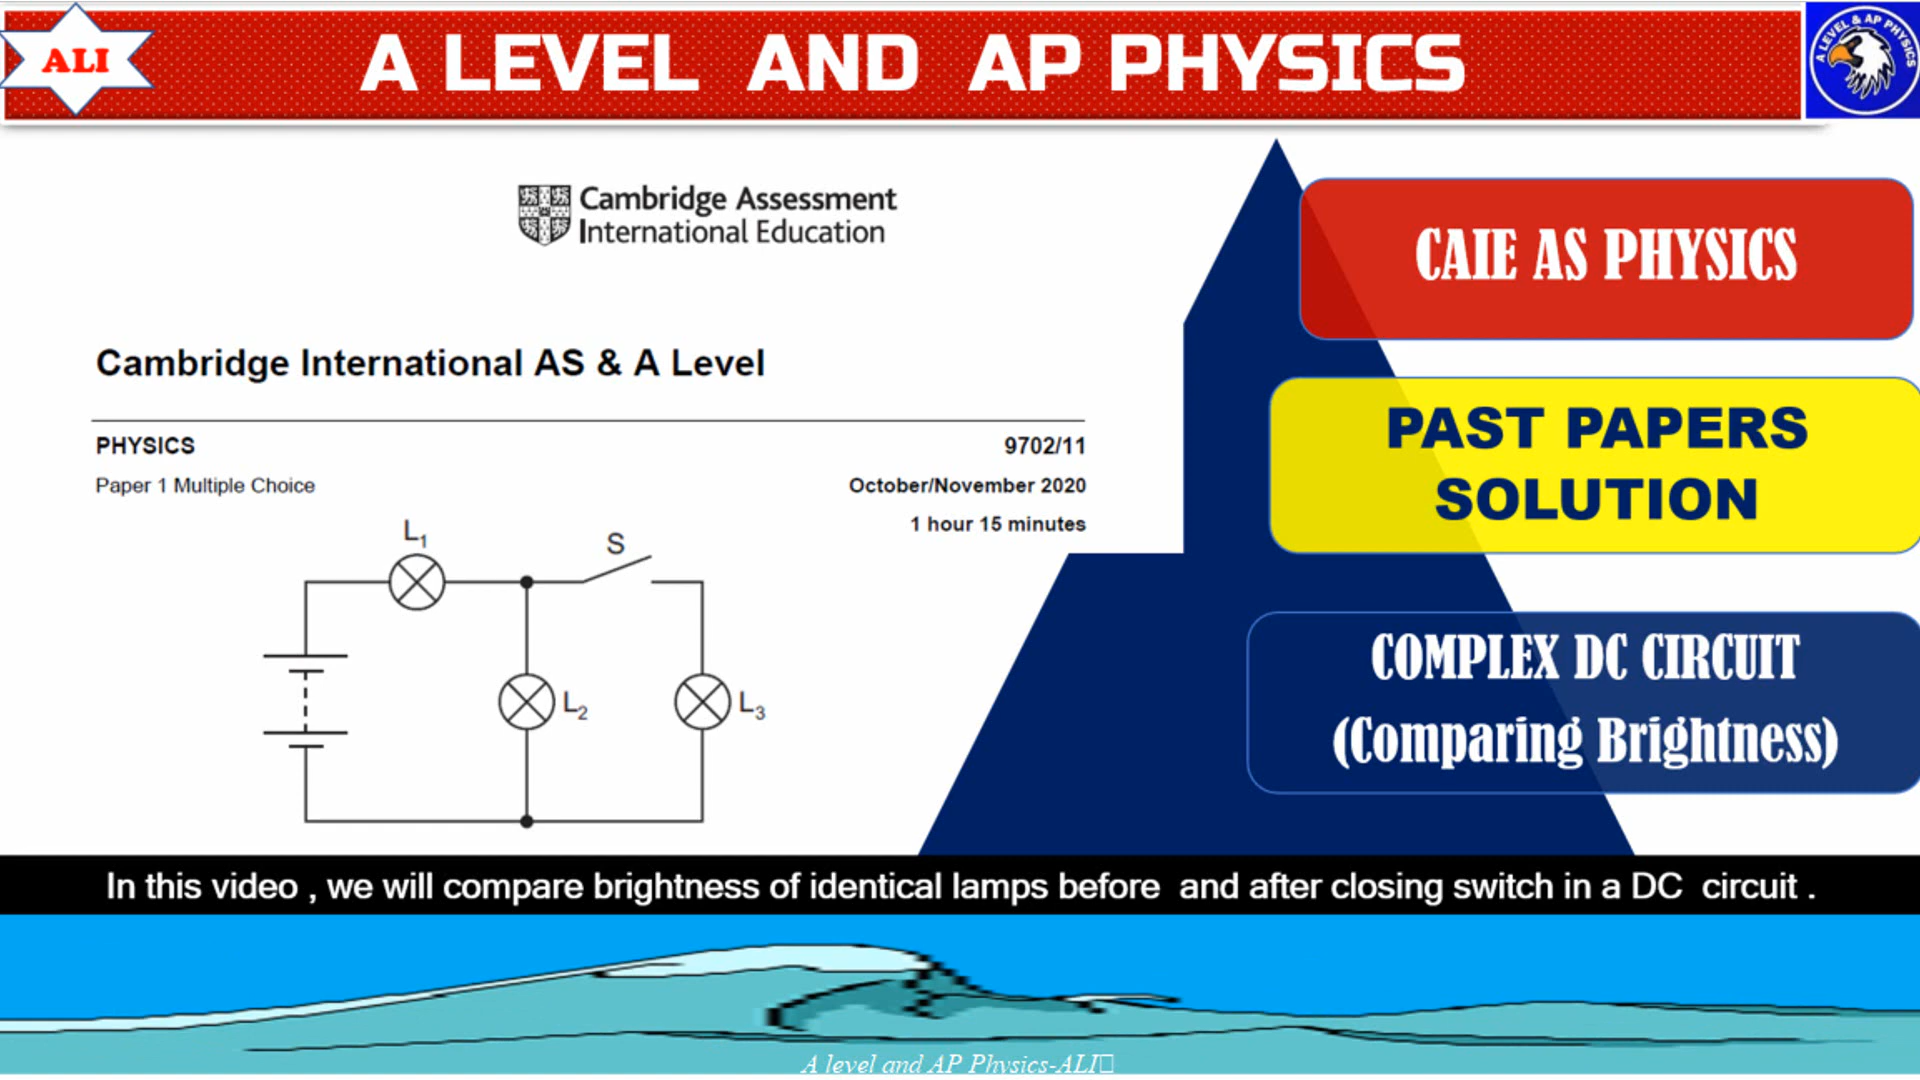 ALI
A LEVEL AND AP PHYSICS
A LEVEL & AP PHYSICS
Cambridge Assessment
International Education
CAIE AS PHYSICS
Cambridge International AS & A Level
PHYSICS
9702/11
Paper 1 Multiple Choice
October/November 2020
1 hour 15 minutes
PAST PAPERS
SOLUTION
L1
S
L2
L3
COMPLEX DC CIRCUIT
(Comparing Brightness)
In this video , we will compare brightness of identical lamps before and after closing switch in a DC circuit .
A level and AP Physics-ALI